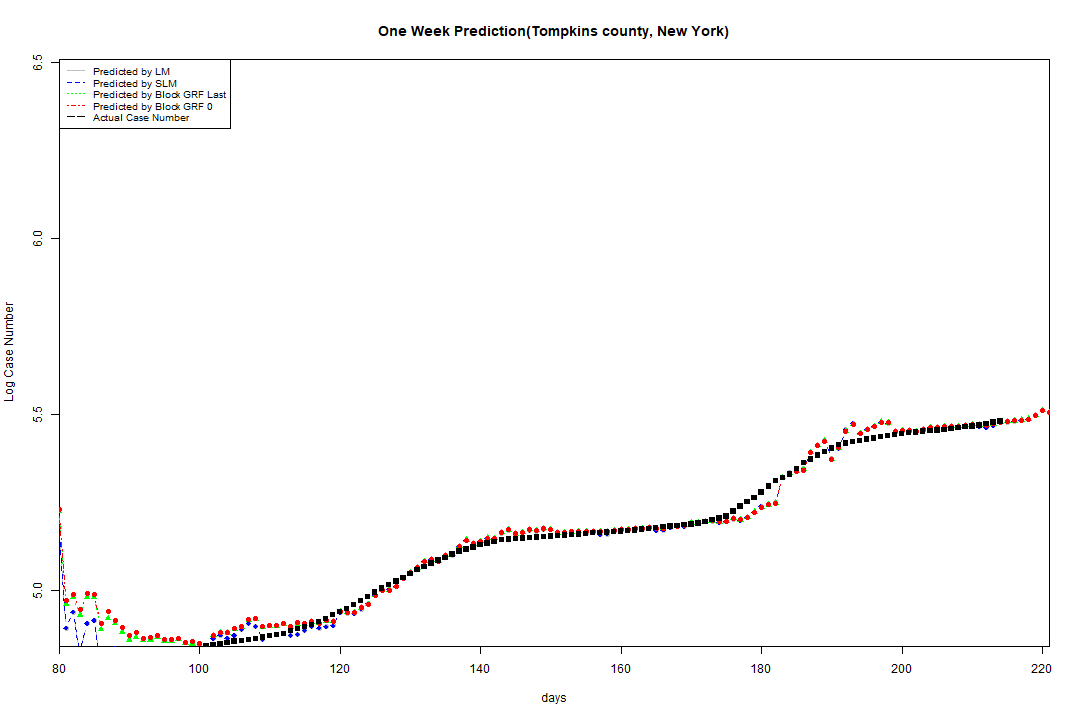 One Week Prediction(Tompkins county, New York)
Predicted by LM
Predicted by SLM
Predicted by Block GRF Last
Predicted by Block GRF 0
Actual Case Number
6.5
6.0
5.5
5.0
Log Case Number
80 100 120 140 160 180 200 220
days